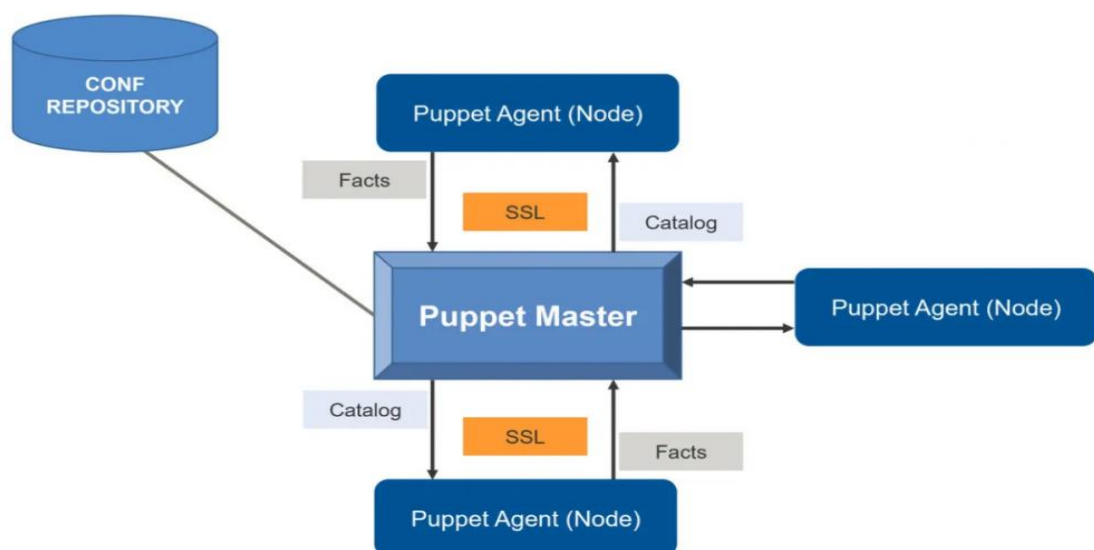 CONF
REPOSITORY
Puppet Agent (Node)
Facts
SSL
Catalog
Puppet Master
Puppet Agent (Node)
Catalog
SSL
Facts
Puppet Agent (Node)